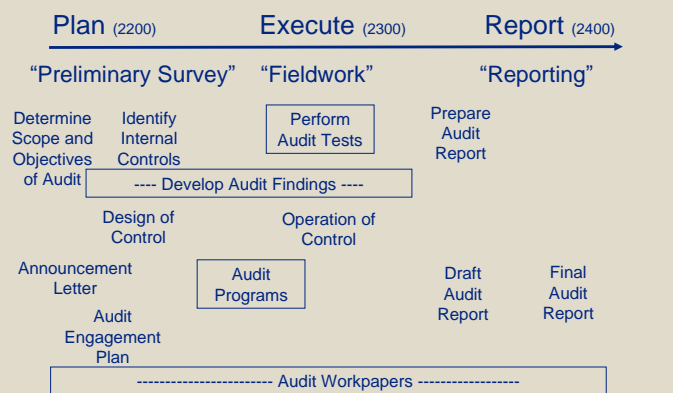 Plan (2200) Execute (2300) Report (2400)
“Preliminary Survey” “Fieldwork” “Reporting”
Determine
Scope and
Objectives
of Audit
Identify
Internal
Controls
Perform
Audit Tests
Prepare
Audit
Report
---- Develop Audit Findings ----
Design of
Control
Operation of
Control
Announcement
Letter
Audit
Programs
Draft
Audit
Report
Final
Audit
Report
Audit
Engagement
Plan
------------------------ Audit Workpapers ------------------